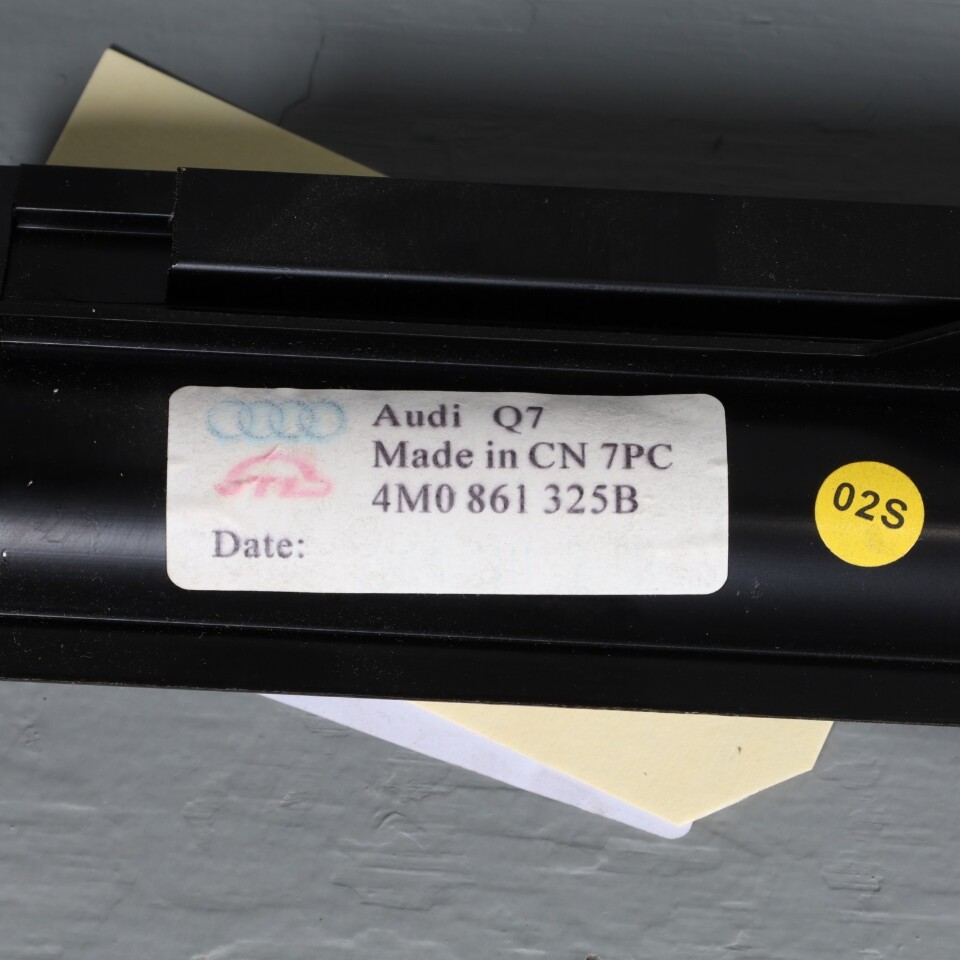 Audi Q7
Made in CN 7PC
4M0 861 325B
Date:
02S